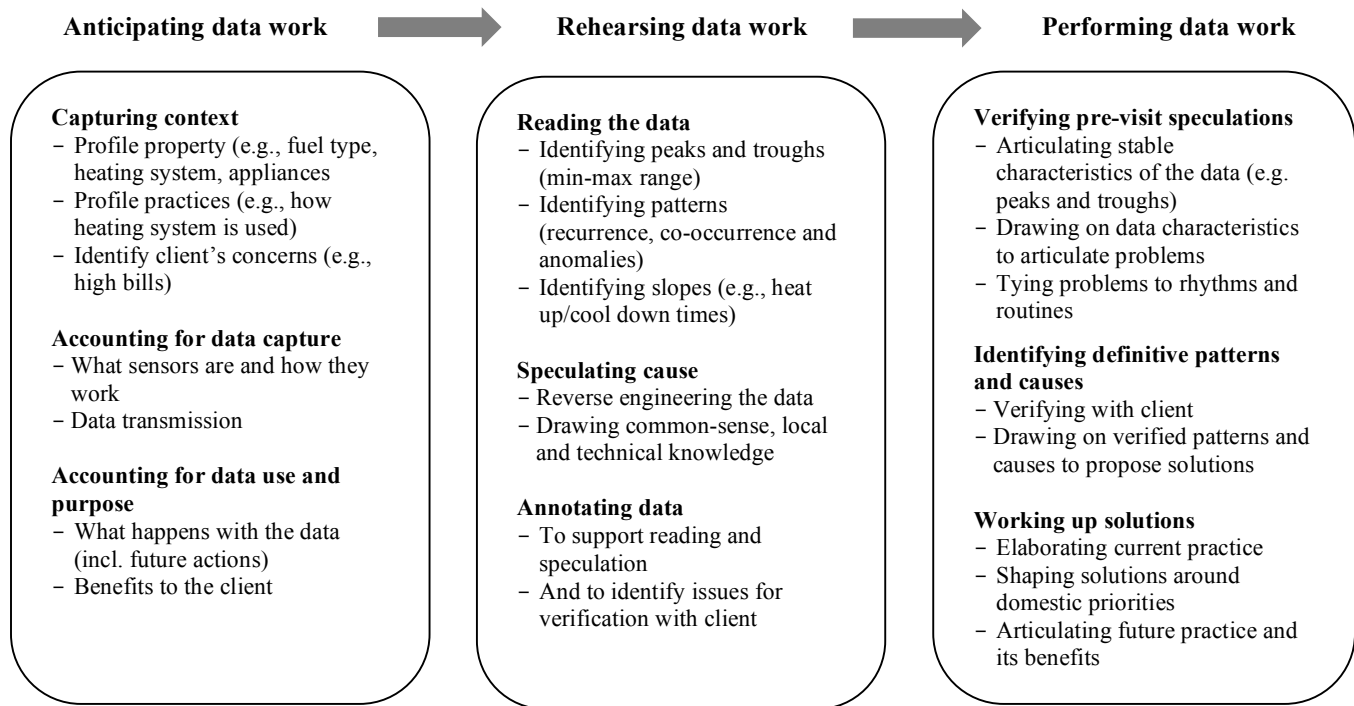 Anticipating data work
Rehearsing data work
Performing data work
Capturing context
– Profile property (e.g., fuel type,
heating system, appliances
– Profile practices (e.g., how
heating system is used)
– Identify client’s concerns (e.g.,
high bills)
Accounting for data capture
– What sensors are and how they
work
– Data transmission
Accounting for data use and
purpose
– What happens with the data
(incl. future actions)
– Benefits to the client
Reading the data
– Identifying peaks and troughs
(min-max range)
– Identifying patterns
(recurrence, co-occurrence and
anomalies)
– Identifying slopes (e.g., heat
up/cool down times)
Speculating cause
– Reverse engineering the data
– Drawing common-sense, local
and technical knowledge
Annotating data
– To support reading and
speculation
– And to identify issues for
verification with client
Verifying pre-visit speculations
– Articulating stable
characteristics of the data (e.g.
peaks and troughs)
– Drawing on data characteristics
to articulate problems
– Tying problems to rhythms and
routines
Identifying definitive patterns
and causes
– Verifying with client
– Drawing on verified patterns and
causes to propose solutions
Working up solutions
– Elaborating current practice
– Shaping solutions around
domestic priorities
– Articulating future practice and
its benefits